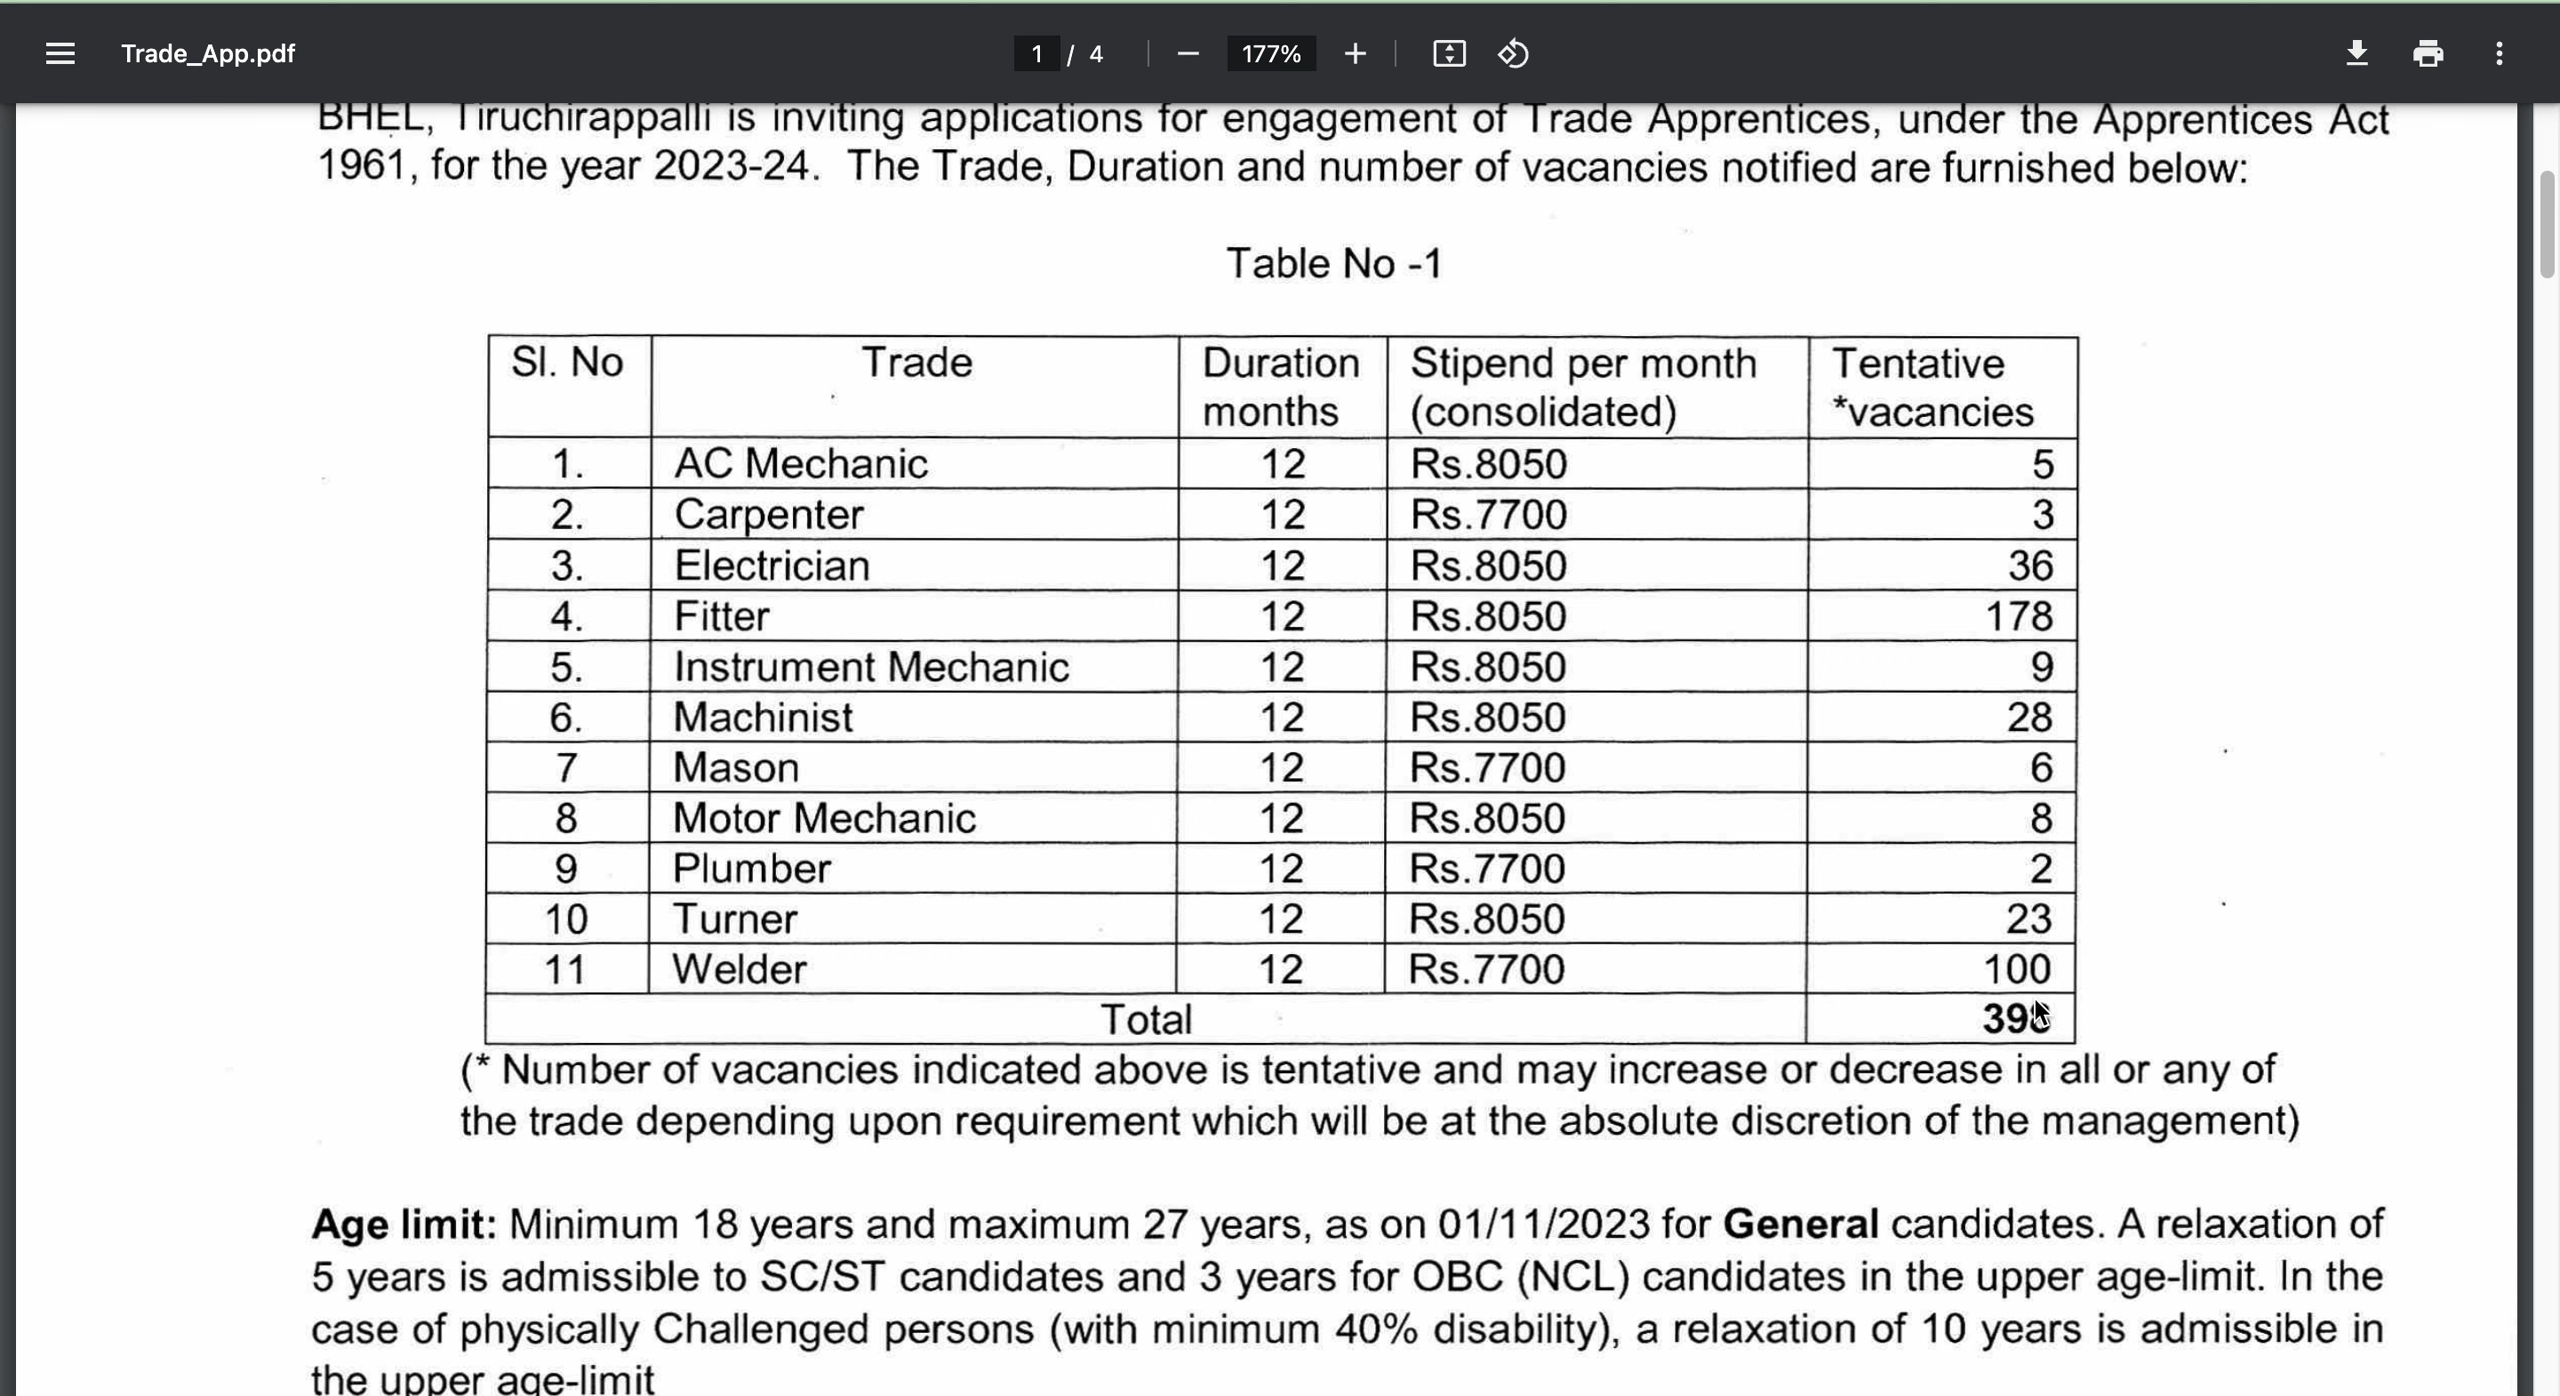 Trade_App.pdf
1 / 4
177%
BHEL, Tiruchirappalli is inviting applications for engagement of Trade Apprentices, under the Apprentices Act
1961, for the year 2023-24. The Trade, Duration and number of vacancies notified are furnished below:
Table No -1
Sl. No Trade Duration months Stipend per month (consolidated) Tentative *vacancies
1. AC Mechanic 12 Rs.8050 5
2. Carpenter 12 Rs.7700 3
3. Electrician 12 Rs.8050 36
4. Fitter 12 Rs.8050 178
5. Instrument Mechanic 12 Rs.8050 9
6. Machinist 12 Rs.8050 28
7 Mason 12 Rs.7700 6
8 Motor Mechanic 12 Rs.8050 8
9 Plumber 12 Rs.7700 2
10 Turner 12 Rs.8050 23
11 Welder 12 Rs.7700 100
Total 398
(* Number of vacancies indicated above is tentative and may increase or decrease in all or any of
the trade depending upon requirement which will be at the absolute discretion of the management)
Age limit: Minimum 18 years and maximum 27 years, as on 01/11/2023 for General candidates. A relaxation of
5 years is admissible to SC/ST candidates and 3 years for OBC (NCL) candidates in the upper age-limit. In the
case of physically Challenged persons (with minimum 40% disability), a relaxation of 10 years is admissible in
the upper age-limit